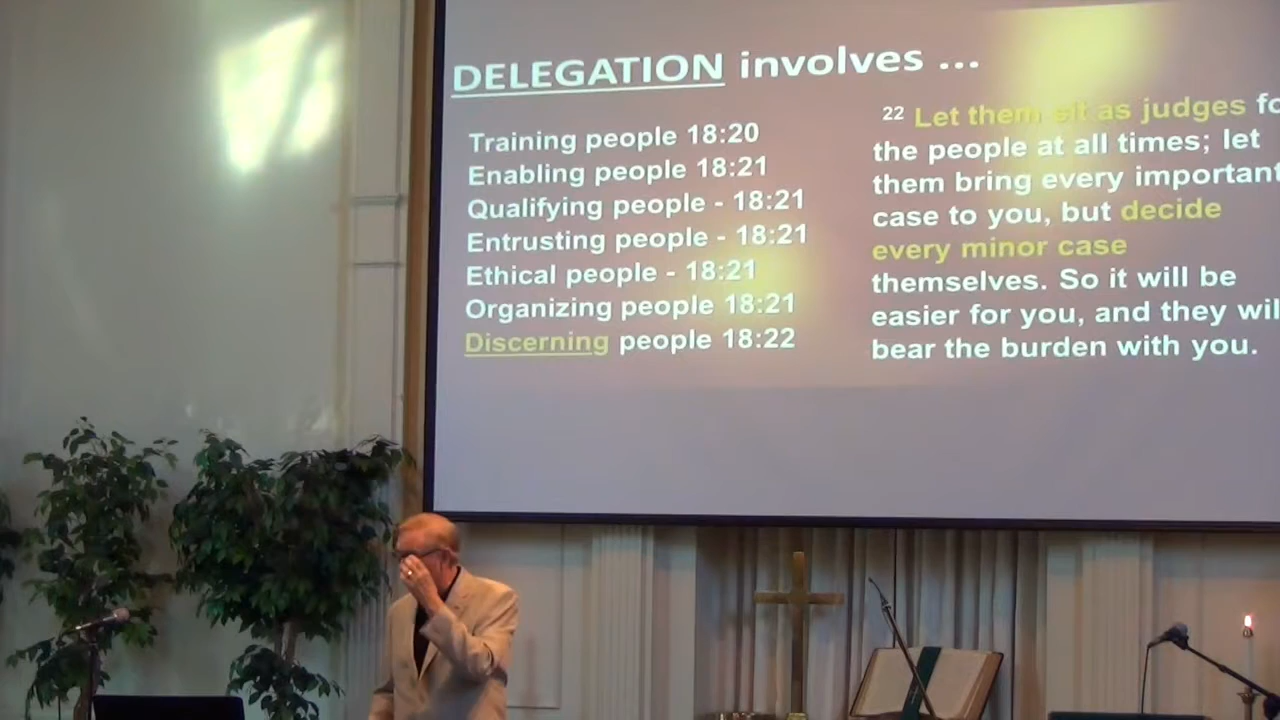 DELEGATION involves ...
Training people 18:20
Enabling people 18:21
Qualifying people - 18:21
Entrusting people - 18:21
Ethical people - 18:21
Organizing people 18:21
Discerning people 18:22
22 Let them sit as judges fo
the people at all times; let
them bring every important
case to you, but decide
every minor case
themselves. So it will be
easier for you, and they wil
bear the burden with you.